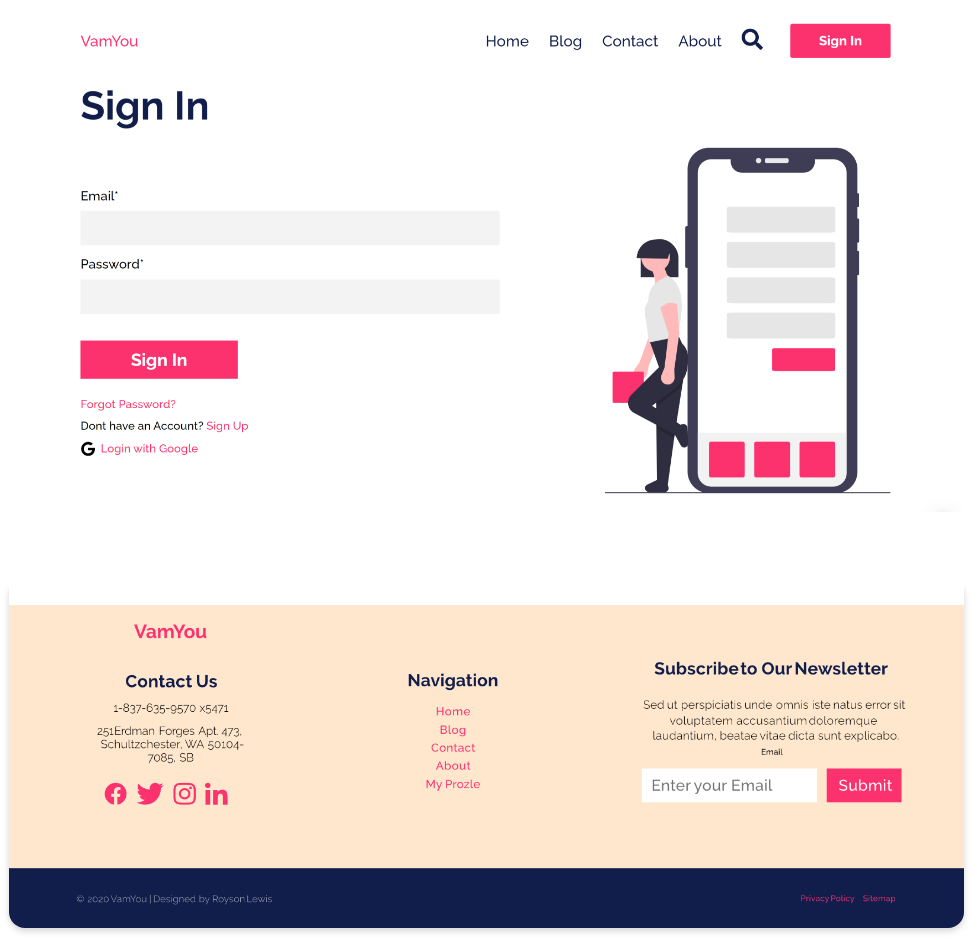 VamYou
Home Blog Contact About Sign In
Sign In
Email*
Password*
Sign In
Forgot Password?
Dont have an Account? Sign Up
Login with Google
VamYou
Contact Us
1-837-635-9570 x5471
251Erdman Forges Apt. 473,
Schultzchester, WA 50104-
7085, SB
Navigation
Home
Blog
Contact
About
My Prozle
Subscribe to Our Newsletter
Sed ut perspiciatis unde omnis iste natus error sit
voluptatem accusantium doloremque
laudantium, beatae vitae dicta sunt explicabo.
Email
Enter your Email Submit
© 2020 VamYou | Designed by Royson Lewis
Privacy Policy Sitemap